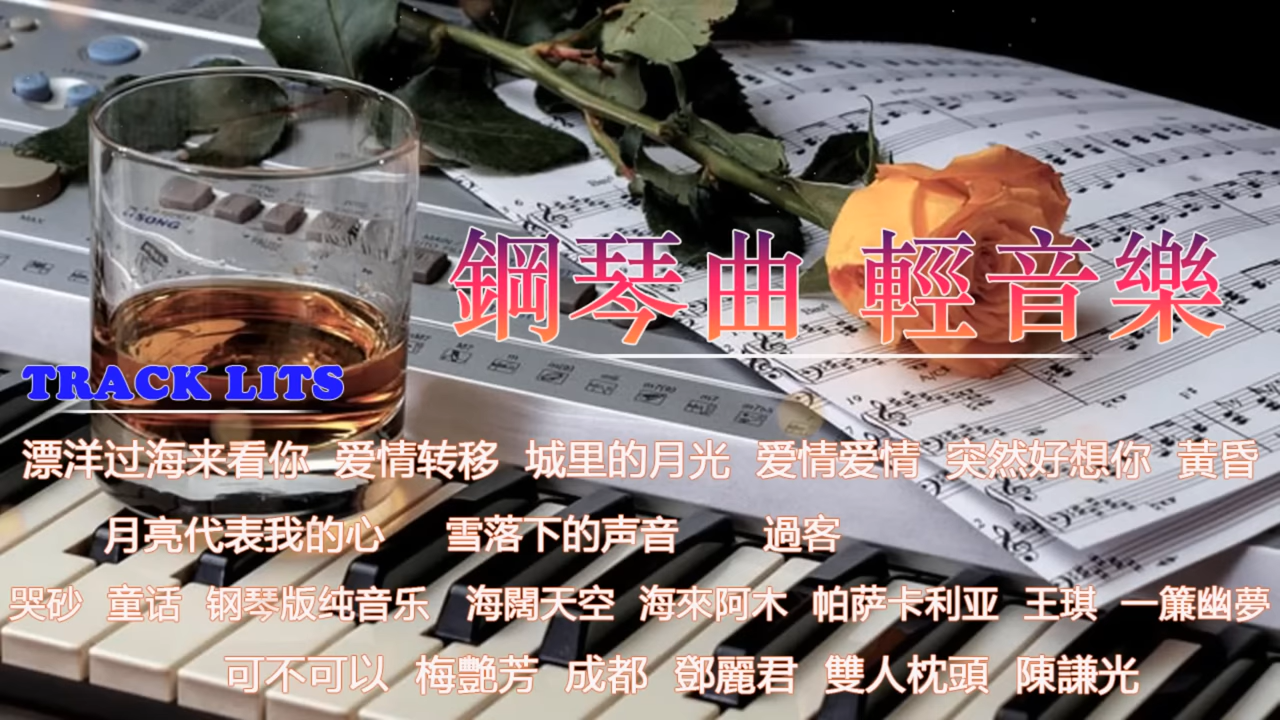 SONG
MAX
鋼琴曲 輕音樂
TRACK LITS
漂洋过海来看你 爱情转移 城里的月光 爱情爱情 突然好想你 黃昏
月亮代表我的心 雪落下的声音 過客
哭砂 童话 钢琴版纯音乐 海闊天空 海來阿木 帕萨卡利亚 王琪 一簾幽夢
可不可以 梅艷芳 成都 鄧麗君 雙人枕頭 陳謙光